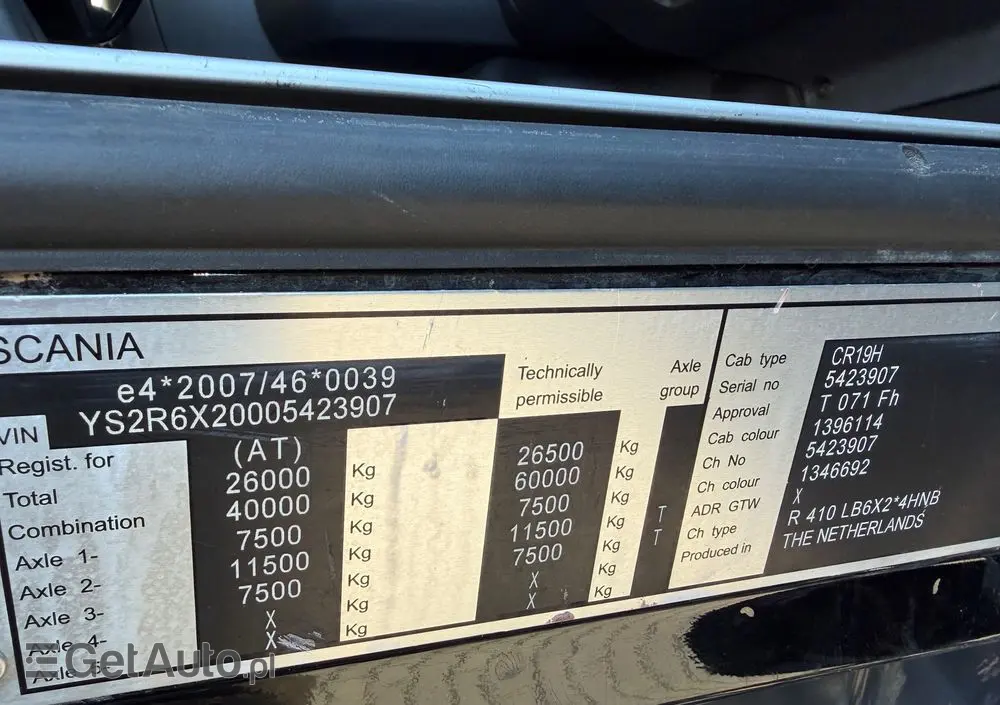 SCANIA
e4*2007/46*0039
VIN YS2R6X20005423907
Regist. for (AT)
Total 26000 Kg 26500 Kg
Combination 40000 Kg 60000 Kg
Axle 1- 7500 Kg 7500 Kg
Axle 2- 11500 Kg 11500 Kg T
Axle 3- 7500 Kg 7500 Kg T
Axle 4- X Kg X Kg
Axle X Kg X Kg
Technically permissible
Axle group
Cab type CR19H
Serial no 5423907
Approval T 071 Fh
Cab colour 1396114
Ch No 5423907
Ch colour 1346692
ADR GTW X
Ch type R 410 LB6X2*4HNB
Produced in THE NETHERLANDS
GetAuto.pl